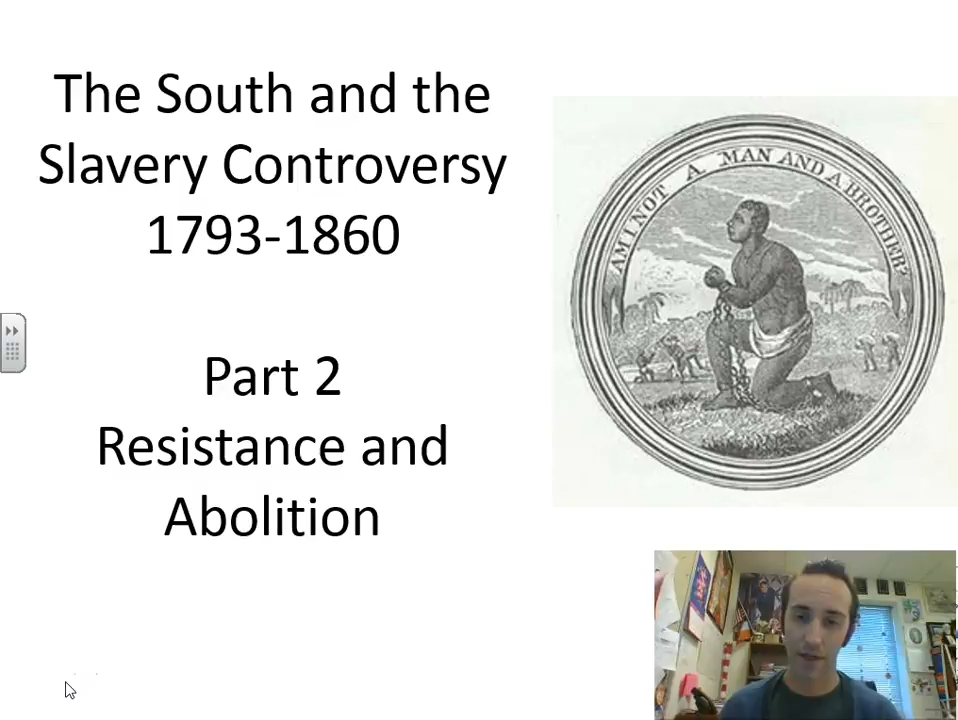 The South and the
Slavery Controversy
1793-1860
Part 2
Resistance and
Abolition
AM I NOT A MAN AND A BROTHER?